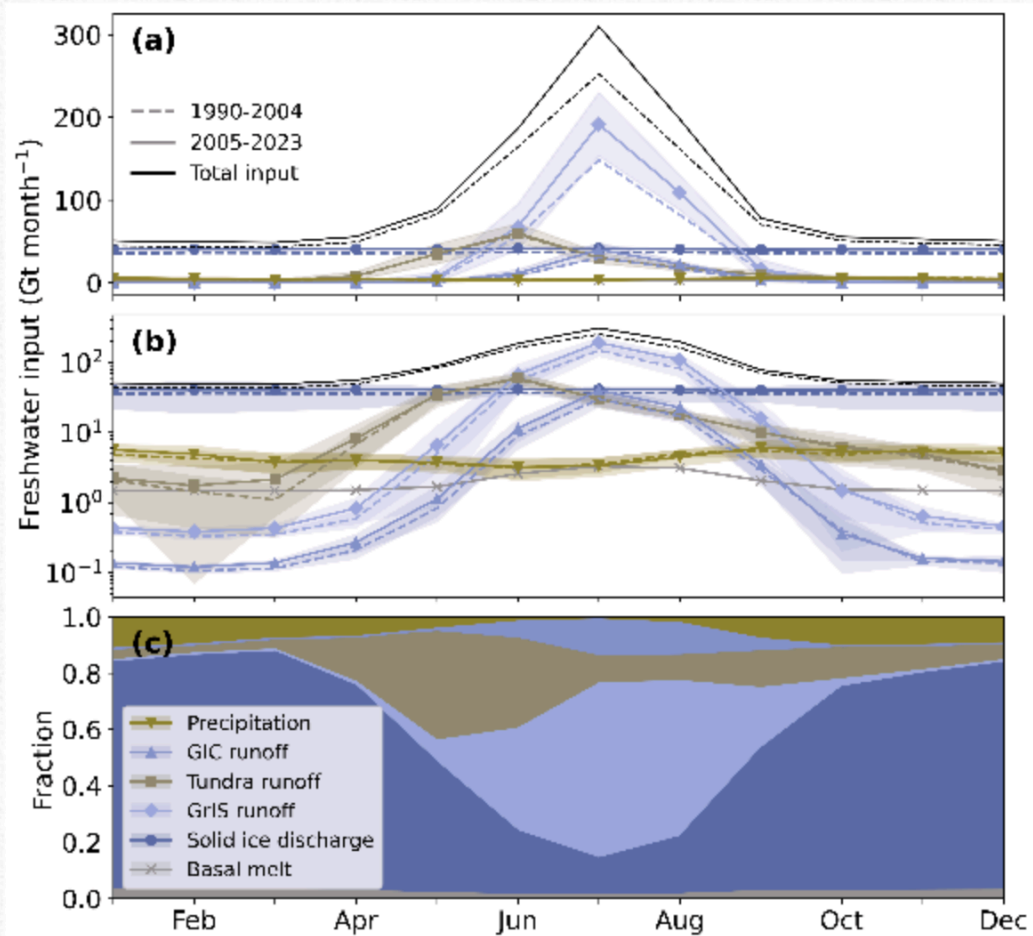 (a)
300
200
100
0
1990-2004
2005-2023
Total input
Freshwater input (Gt month⁻¹)
(b)
10²
10¹
10⁰
10⁻¹
(c)
1.0
0.8
0.6
0.4
0.2
0.0
Fraction
Precipitation
GIC runoff
Tundra runoff
GrIS runoff
Solid ice discharge
Basal melt
Feb Apr Jun Aug Oct Dec